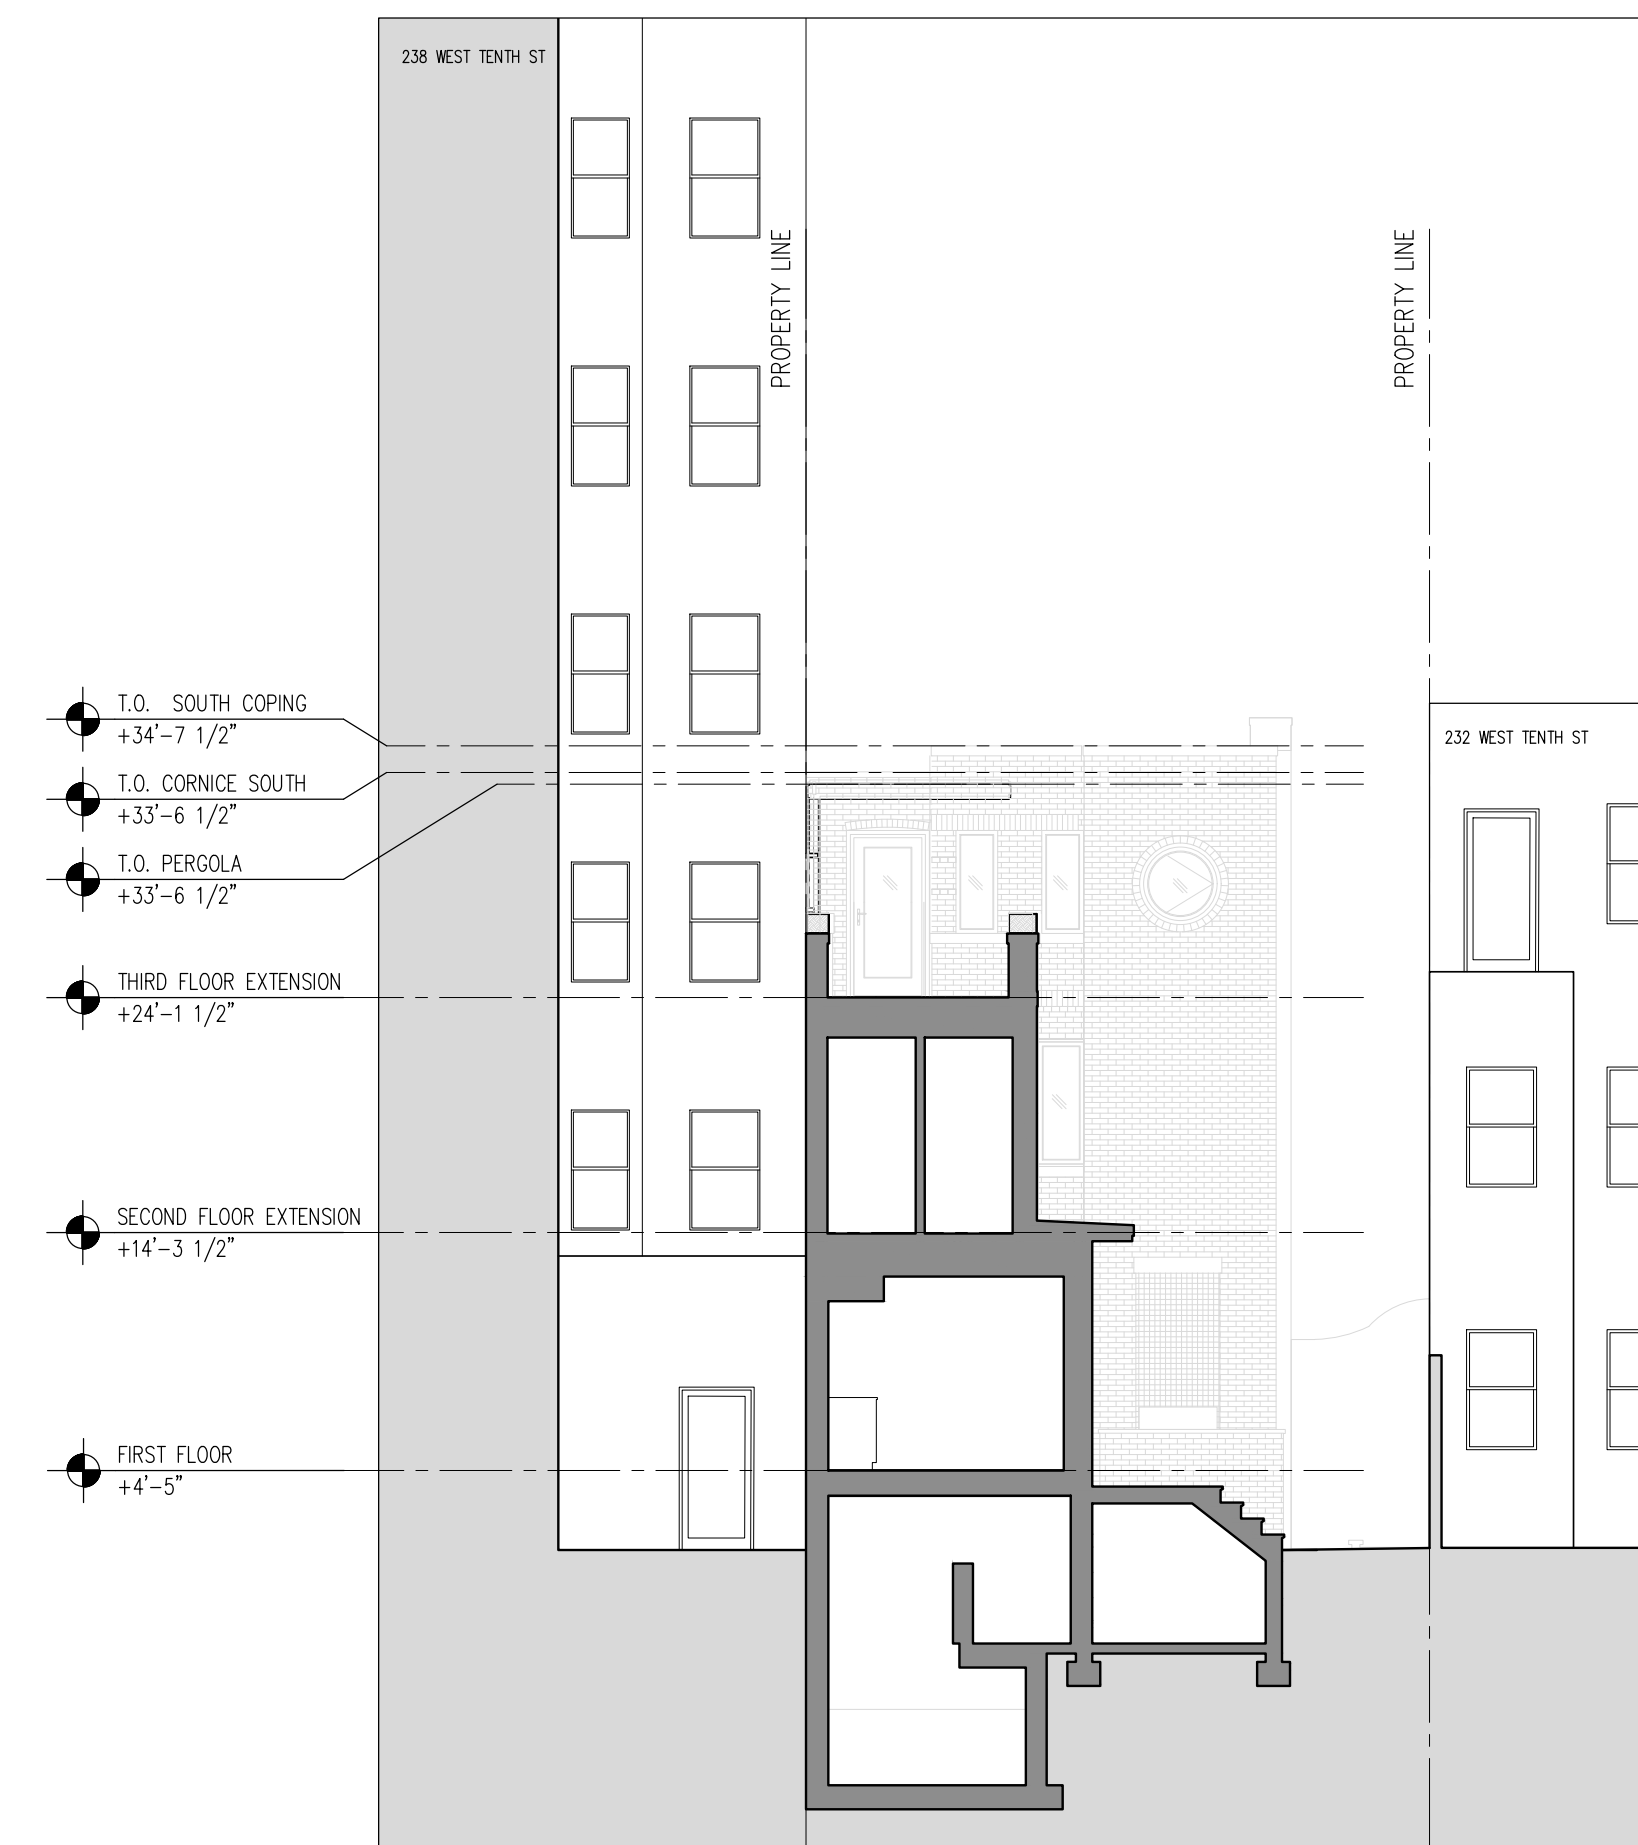 238 WEST TENTH ST
PROPERTY LINE
PROPERTY LINE
T.O. SOUTH COPING
+34'-7 1/2"
232 WEST TENTH ST
T.O. CORNICE SOUTH
+33'-6 1/2"
T.O. PERGOLA
+33'-6 1/2"
THIRD FLOOR EXTENSION
+24'-1 1/2"
SECOND FLOOR EXTENSION
+14'-3 1/2"
FIRST FLOOR
+4'-5"